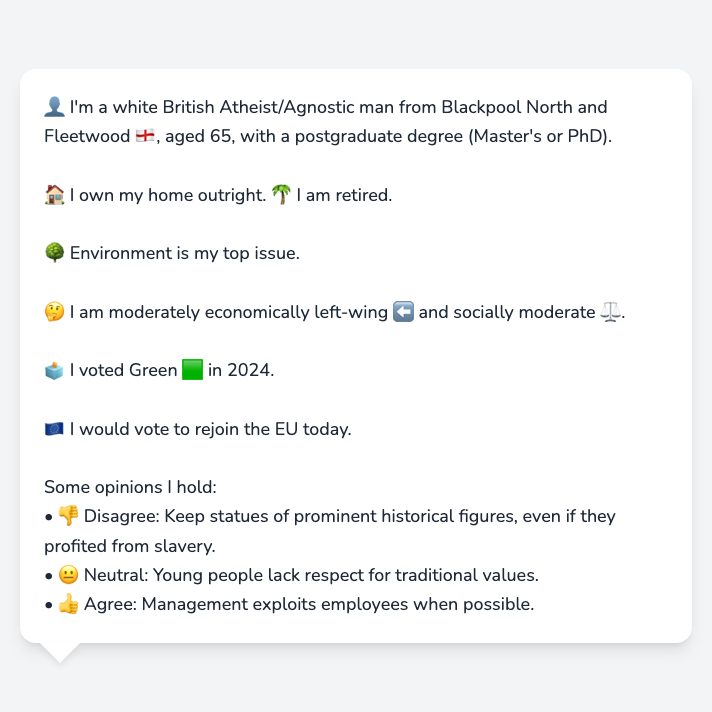 👤 I'm a white British Atheist/Agnostic man from Blackpool North and
Fleetwood 🏴󠁧󠁢󠁥󠁮󠁧󠁿, aged 65, with a postgraduate degree (Master's or PhD).
🏠 I own my home outright. 🌴 I am retired.
🌳 Environment is my top issue.
🤔 I am moderately economically left-wing ⬅️ and socially moderate ⚖️.
🗳️ I voted Green 🟩 in 2024.
🇪🇺 I would vote to rejoin the EU today.
Some opinions I hold:
• 👎 Disagree: Keep statues of prominent historical figures, even if they
profited from slavery.
• 😐 Neutral: Young people lack respect for traditional values.
• 👍 Agree: Management exploits employees when possible.